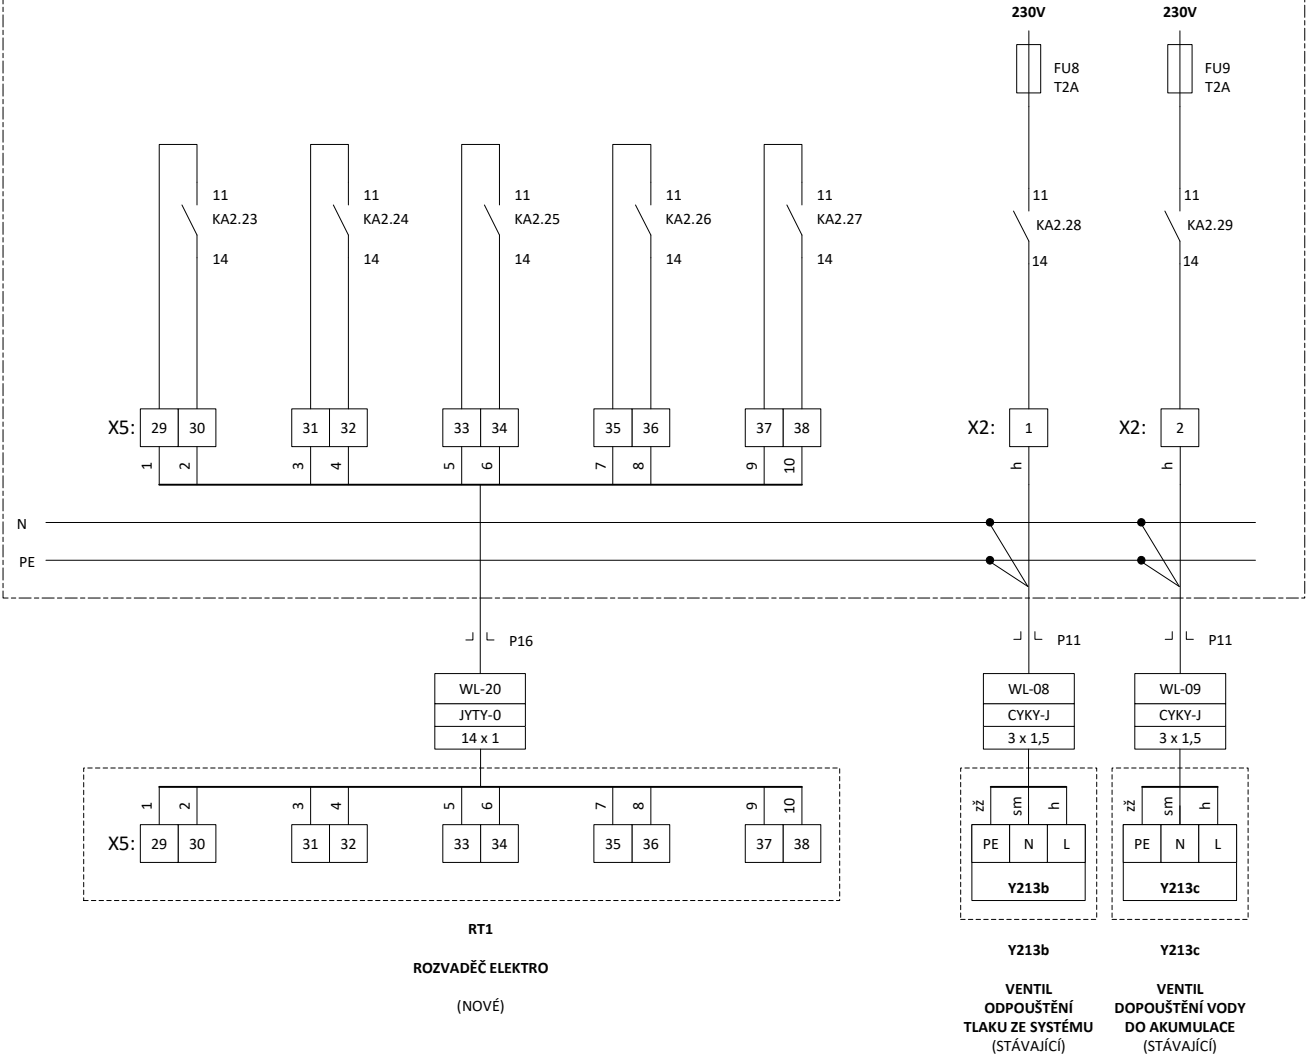 230V 230V
FU8 FU9
T2A T2A
11 11 11 11 11 11 11
KA2.23 KA2.24 KA2.25 KA2.26 KA2.27 KA2.28 KA2.29
14 14 14 14 14 14 14
X5: 29 30 31 32 33 34 35 36 37 38 X2: 1 X2: 2
1 2 3 4 5 6 7 8 9 10 h h
N
PE
P16 P11 P11
WL-20 WL-08 WL-09
JYTY-0 CYKY-J CYKY-J
14 x 1 3 x 1,5 3 x 1,5
1 2 3 4 5 6 7 8 9 10 zž sm h zž sm h
X5: 29 30 31 32 33 34 35 36 37 38 PE N L PE N L
Y213b Y213c
RT1
ROZVADĚČ ELEKTRO
(NOVÉ)
Y213b
VENTIL
ODPOUŠTĚNÍ
TLAKU ZE SYSTÉMU
(STÁVAJÍCÍ)
Y213c
VENTIL
DOPOUŠTĚNÍ VODY
DO AKUMULACE
(STÁVAJÍCÍ)